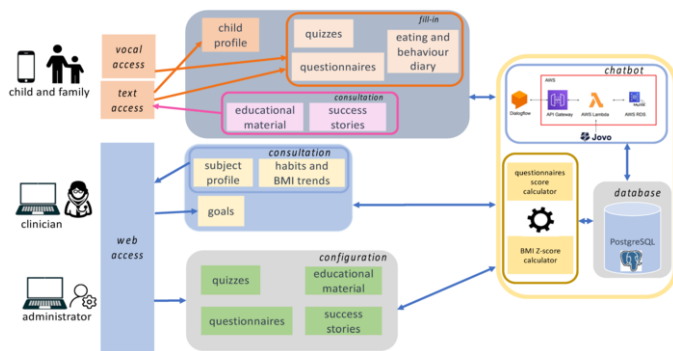 vocal
access
text
access
child and family
child
profile
fill-in
quizzes
questionnaires
eating and
behaviour
diary
consultation
educational
material
success
stories
chatbot
AWS
Dialogflow
API Gateway
AWS Lambda
AWS RDS
Jovo
clinician
web
access
consultation
subject
profile
habits and
BMI trends
goals
questionnaires
score
calculator
BMI Z-score
calculator
database
PostgreSQL
administrator
configuration
quizzes
educational
material
questionnaires
success
stories